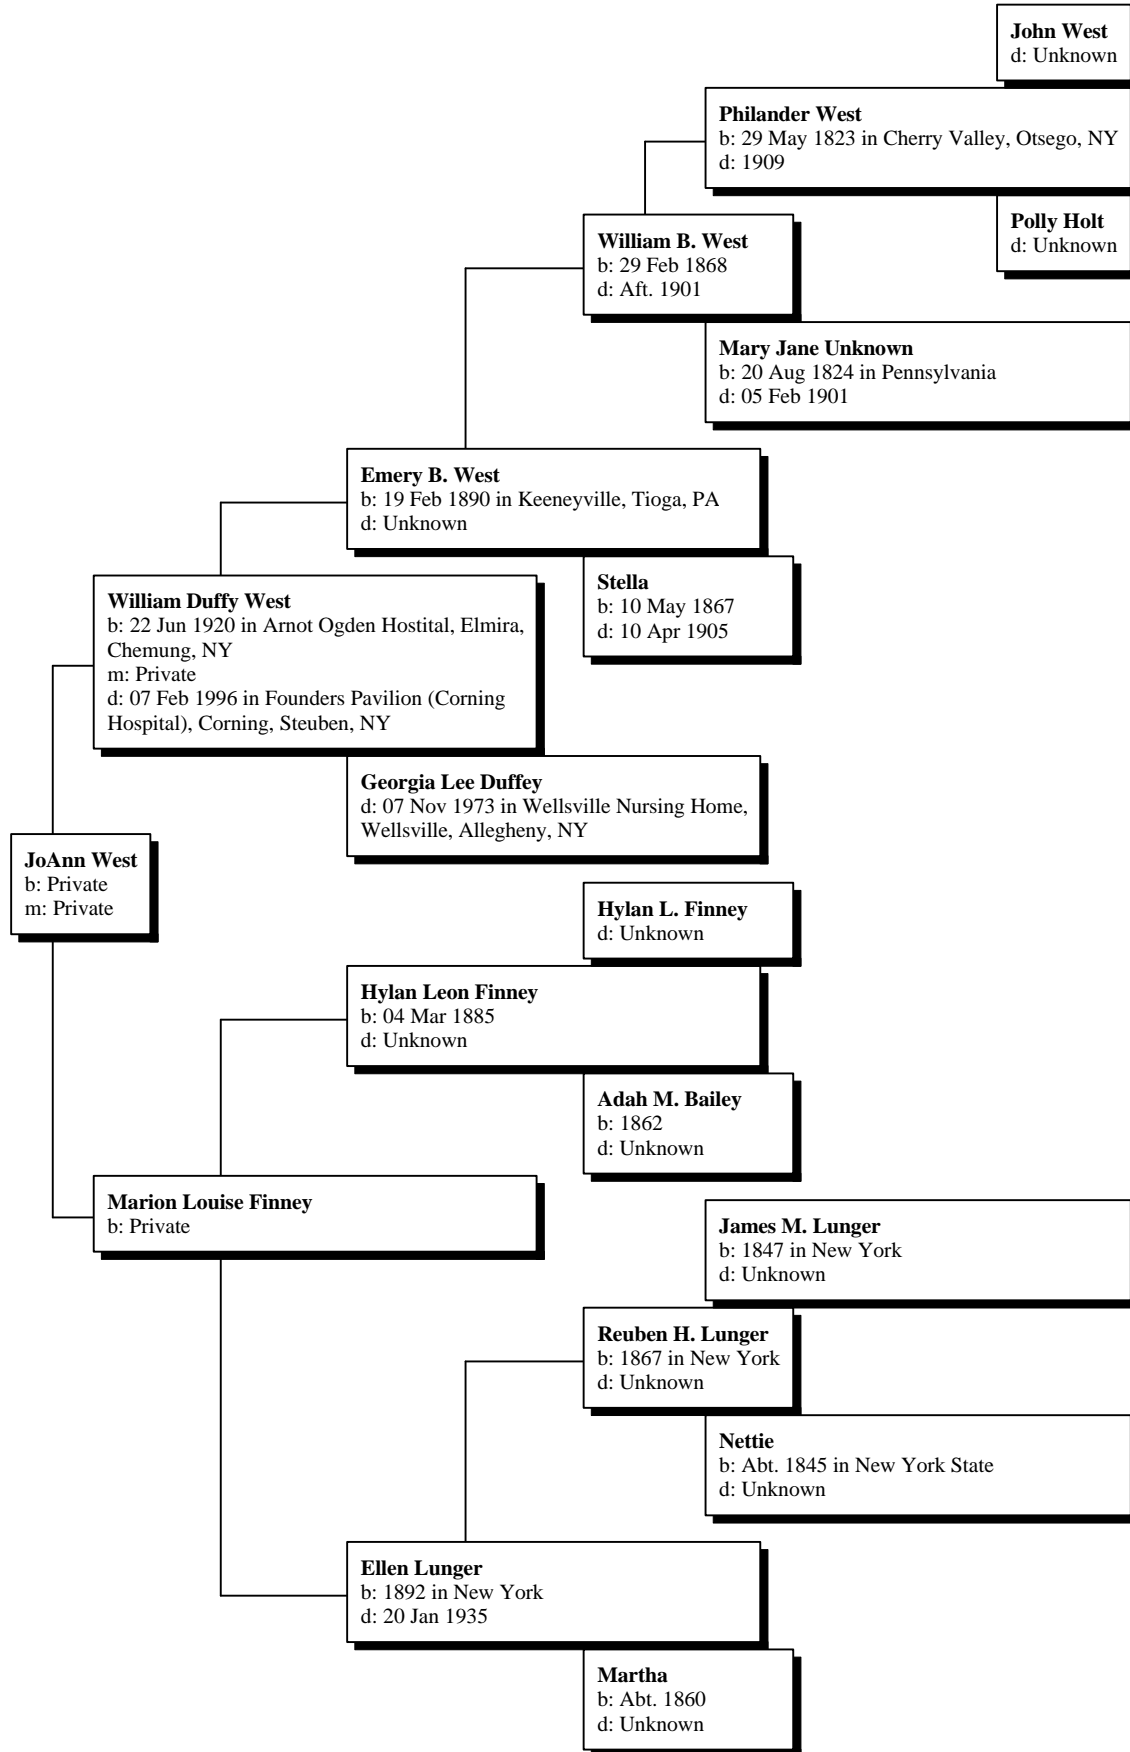 John West
d: Unknown
Philander West
b: 29 May 1823 in Cherry Valley, Otsego, NY
d: 1909
Polly Holt
d: Unknown
William B. West
b: 29 Feb 1868
d: Aft. 1901
Mary Jane Unknown
b: 20 Aug 1824 in Pennsylvania
d: 05 Feb 1901
Emery B. West
b: 19 Feb 1890 in Keeneyville, Tioga, PA
d: Unknown
Stella
b: 10 May 1867
d: 10 Apr 1905
William Duffy West
b: 22 Jun 1920 in Arnot Ogden Hostital, Elmira,
Chemung, NY
m: Private
d: 07 Feb 1996 in Founders Pavilion (Corning
Hospital), Corning, Steuben, NY
Georgia Lee Duffey
d: 07 Nov 1973 in Wellsville Nursing Home,
Wellsville, Allegheny, NY
JoAnn West
b: Private
m: Private
Hylan L. Finney
d: Unknown
Hylan Leon Finney
b: 04 Mar 1885
d: Unknown
Adah M. Bailey
b: 1862
d: Unknown
Marion Louise Finney
b: Private
James M. Lunger
b: 1847 in New York
d: Unknown
Reuben H. Lunger
b: 1867 in New York
d: Unknown
Nettie
b: Abt. 1845 in New York State
d: Unknown
Ellen Lunger
b: 1892 in New York
d: 20 Jan 1935
Martha
b: Abt. 1860
d: Unknown